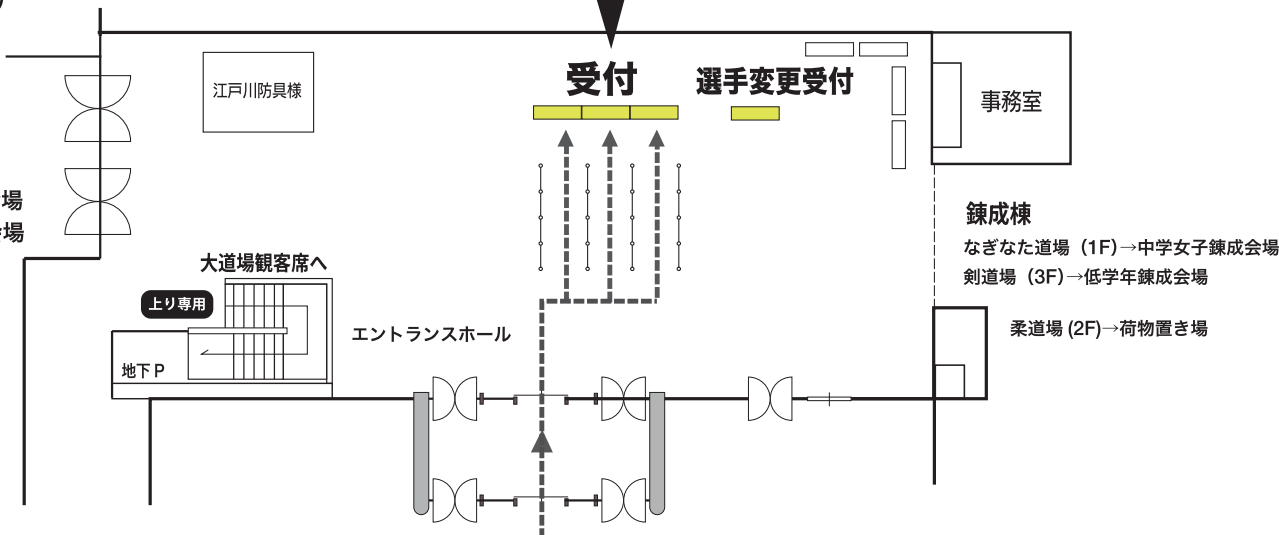 受付
選手変更受付
江戸川防具様
事務室
場
場
錬成棟
なぎなた道場（1F）→中学女子錬成会場
剣道場（3F）→低学年錬成会場
大道場観客席へ
上り専用
エントランスホール
柔道場 (2F)→荷物置き場
地下 P